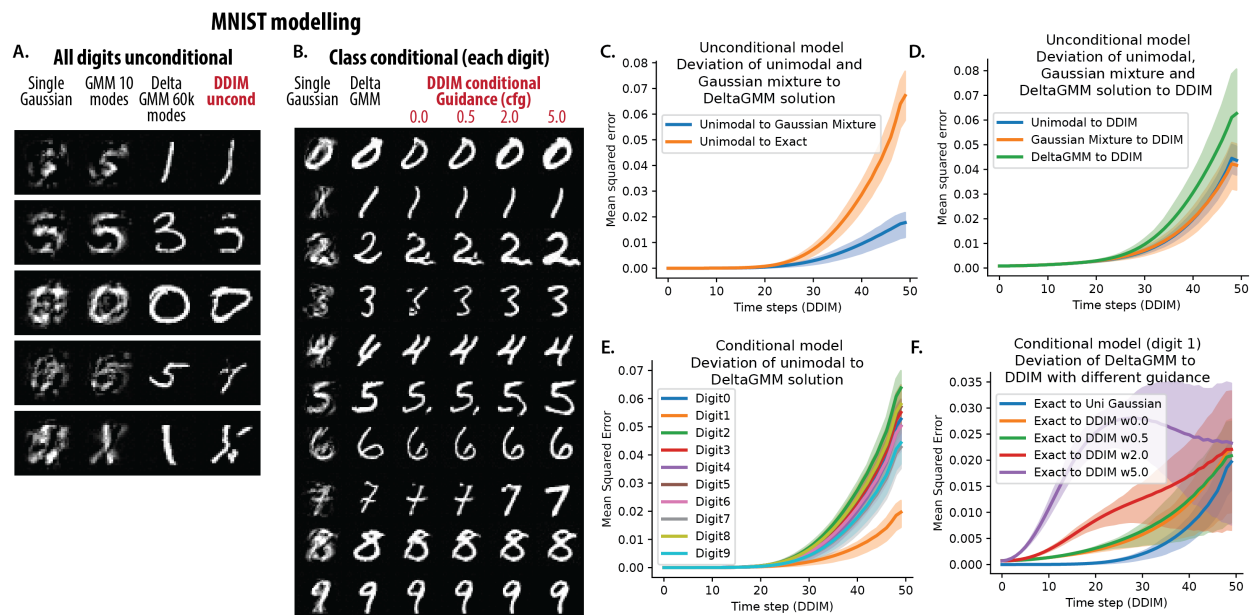 MNIST modelling
A. All digits unconditional
Single Gaussian
GMM 10 modes
Delta GMM 60k modes
DDIM uncond
B. Class conditional (each digit)
Single Gaussian
Delta GMM
DDIM conditional
Guidance (cfg)
0.0 0.5 2.0 5.0
C. Unconditional model
Deviation of unimodal and
Gaussian mixture to
DeltaGMM solution
Unimodal to Gaussian Mixture
Unimodal to Exact
Mean squared error
0.08
0.07
0.06
0.05
0.04
0.03
0.02
0.01
0.00
0 10 20 30 40 50
Time steps (DDIM)
D. Unconditional model
Deviation of unimodal,
Gaussian mixture and
DeltaGMM solution to DDIM
Unimodal to DDIM
Gaussian Mixture to DDIM
DeltaGMM to DDIM
Mean squared error
0.08
0.07
0.06
0.05
0.04
0.03
0.02
0.01
0.00
0 10 20 30 40 50
Time steps (DDIM)
E. Conditional model
Deviation of unimodal to
DeltaGMM solution
Digit0
Digit1
Digit2
Digit3
Digit4
Digit5
Digit6
Digit7
Digit8
Digit9
Mean Squared Error
0.07
0.06
0.05
0.04
0.03
0.02
0.01
0.00
0 10 20 30 40 50
Time step (DDIM)
F. Conditional model (digit 1)
Deviation of DeltaGMM to
DDIM with different guidance
Exact to Uni Gaussian
Exact to DDIM w0.0
Exact to DDIM w0.5
Exact to DDIM w2.0
Exact to DDIM w5.0
Mean Squared Error
0.035
0.030
0.025
0.020
0.015
0.010
0.005
0.000
0 10 20 30 40 50
Time step (DDIM)